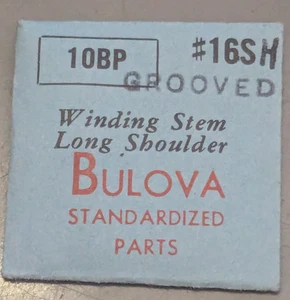 10BP #16SH
GROOVED
Winding Stem
Long Shoulder
BULOVA
STANDARDIZED
PARTS